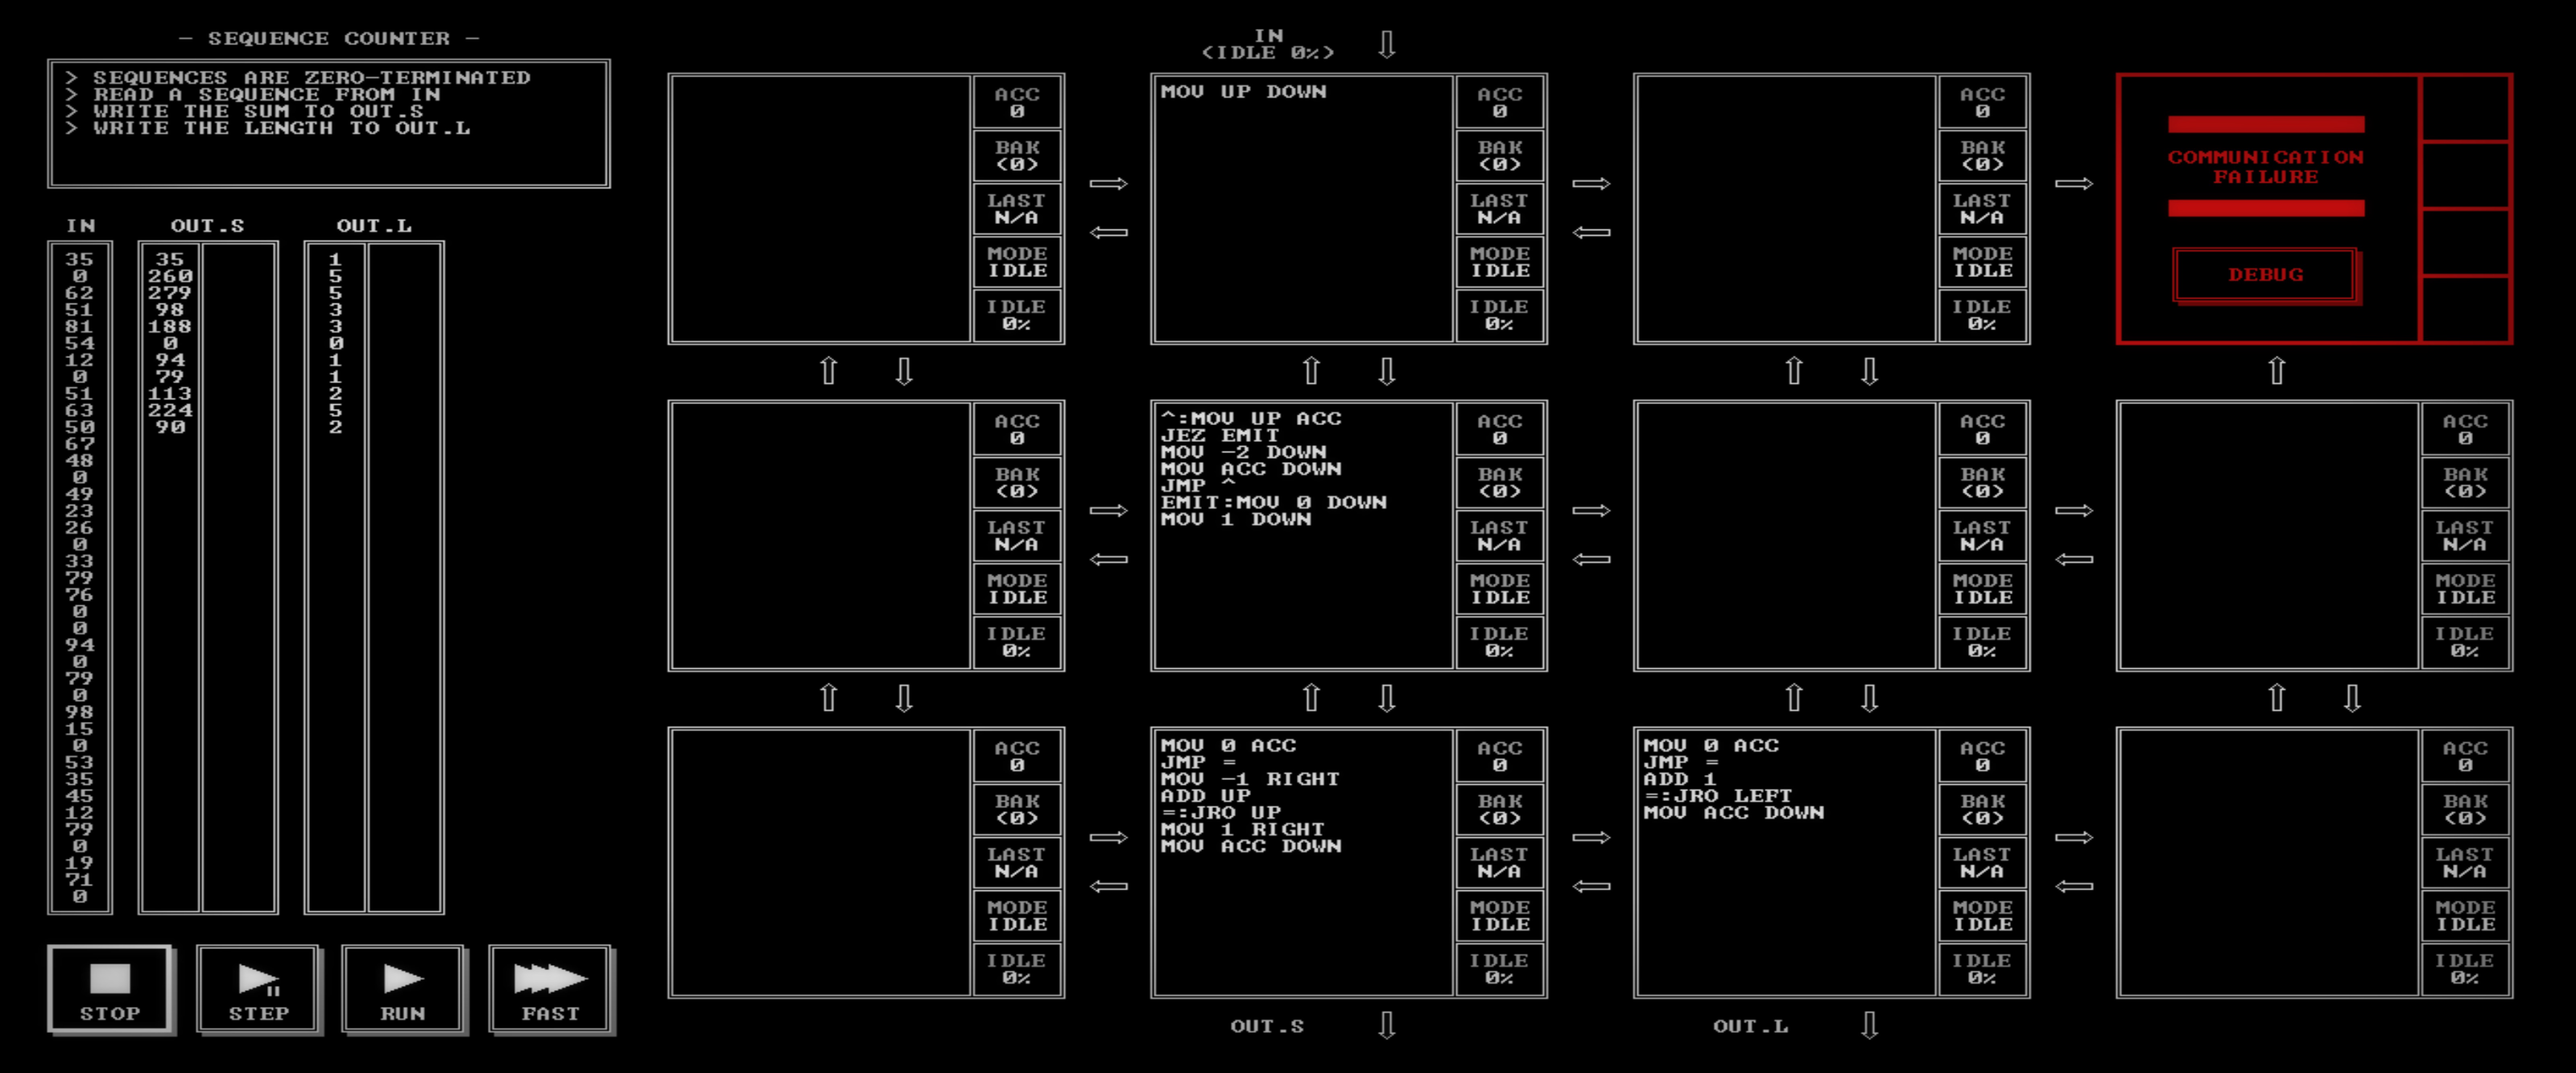 - SEQUENCE COUNTER -
> SEQUENCES ARE ZERO-TERMINATED
> READ A SEQUENCE FROM IN
> WRITE THE SUM TO OUT.S
> WRITE THE LENGTH TO OUT.L
IN OUT.S OUT.L
35 35 1
0 260 5
62 279 5
51 98 3
81 188 3
54 0 0
12 94 1
0 79 1
51 113 2
63 224 5
50 90 2
67
48
0
49
23
26
0
33
79
76
0
0
94
0
79
0
98
15
0
53
35
45
12
79
0
19
71
0
STOP
STEP
RUN
FAST
IN
(IDLE 0%)
ACC
0
BAK
(0)
LAST
N/A
MODE
IDLE
IDLE
0%
MOV UP DOWN
ACC
0
BAK
(0)
LAST
N/A
MODE
IDLE
IDLE
0%
ACC
0
BAK
(0)
LAST
N/A
MODE
IDLE
IDLE
0%
COMMUNICATION
FAILURE
DEBUG
ACC
0
BAK
(0)
LAST
N/A
MODE
IDLE
IDLE
0%
^:MOV UP ACC
JEZ EMIT
MOV -2 DOWN
MOV ACC DOWN
JMP ^
EMIT:MOV 0 DOWN
MOV 1 DOWN
ACC
0
BAK
(0)
LAST
N/A
MODE
IDLE
IDLE
0%
ACC
0
BAK
(0)
LAST
N/A
MODE
IDLE
IDLE
0%
ACC
0
BAK
(0)
LAST
N/A
MODE
IDLE
IDLE
0%
ACC
0
BAK
(0)
LAST
N/A
MODE
IDLE
IDLE
0%
MOV 0 ACC
JMP =
MOV -1 RIGHT
ADD UP
=:JRO UP
MOV 1 RIGHT
MOV ACC DOWN
ACC
0
BAK
(0)
LAST
N/A
MODE
IDLE
IDLE
0%
MOV 0 ACC
JMP =
ADD 1
=:JRO LEFT
MOV ACC DOWN
ACC
0
BAK
(0)
LAST
N/A
MODE
IDLE
IDLE
0%
ACC
0
BAK
(0)
LAST
N/A
MODE
IDLE
IDLE
0%
OUT.S
OUT.L